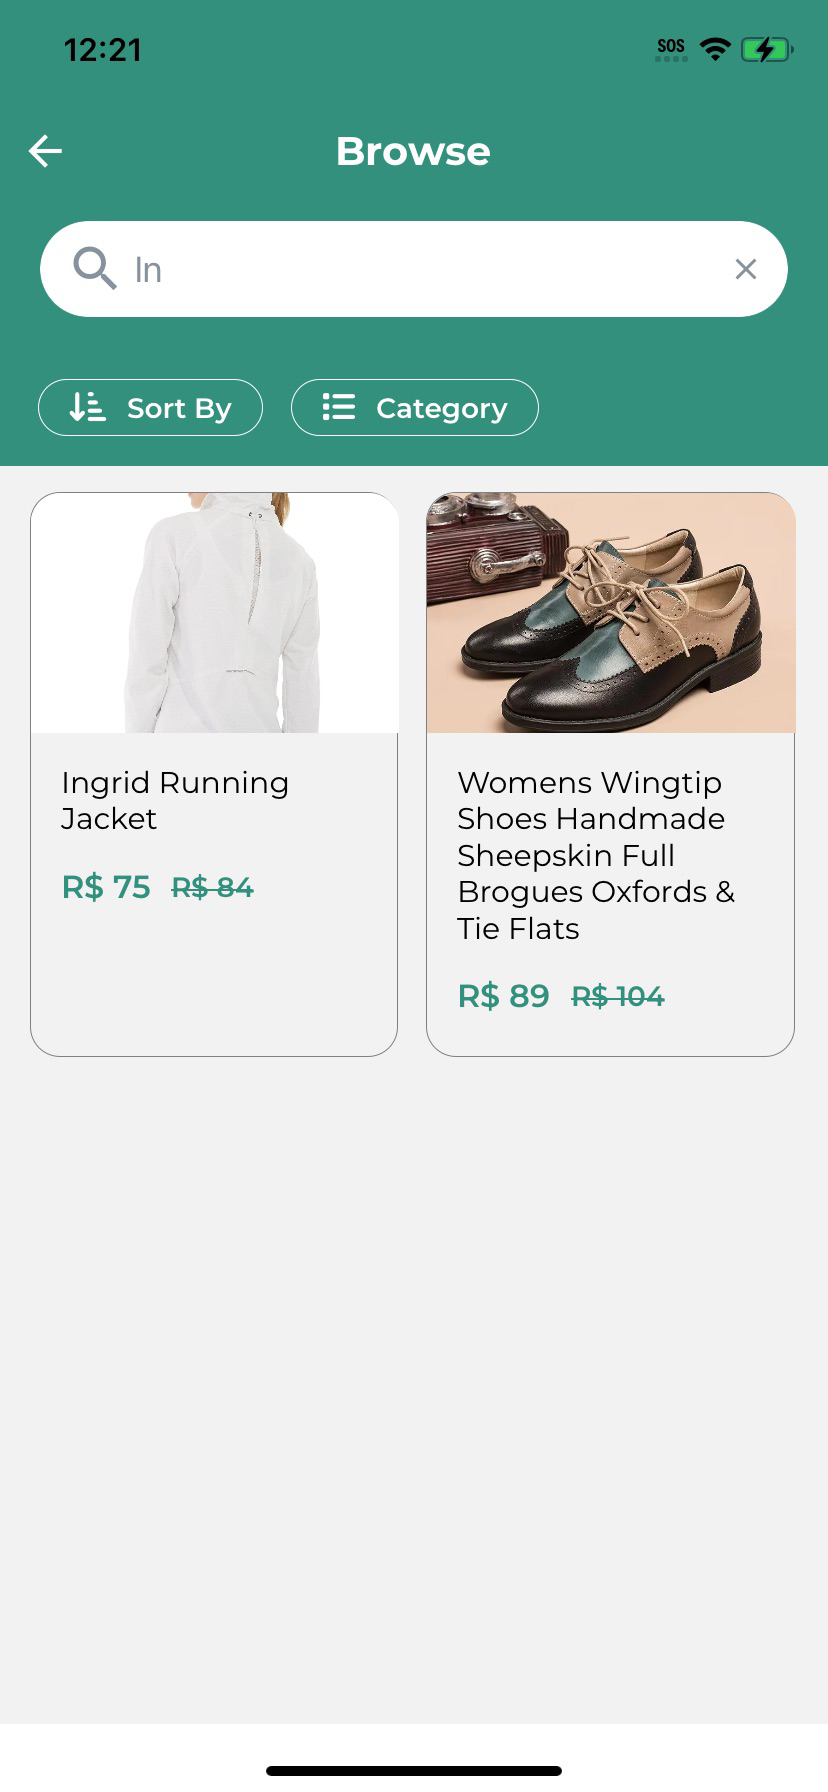 12:21
SOS
Browse
In
Sort By
Category
Ingrid Running
Jacket
R$ 75 R$ 84
Womens Wingtip
Shoes Handmade
Sheepskin Full
Brogues Oxfords &
Tie Flats
R$ 89 R$ 104